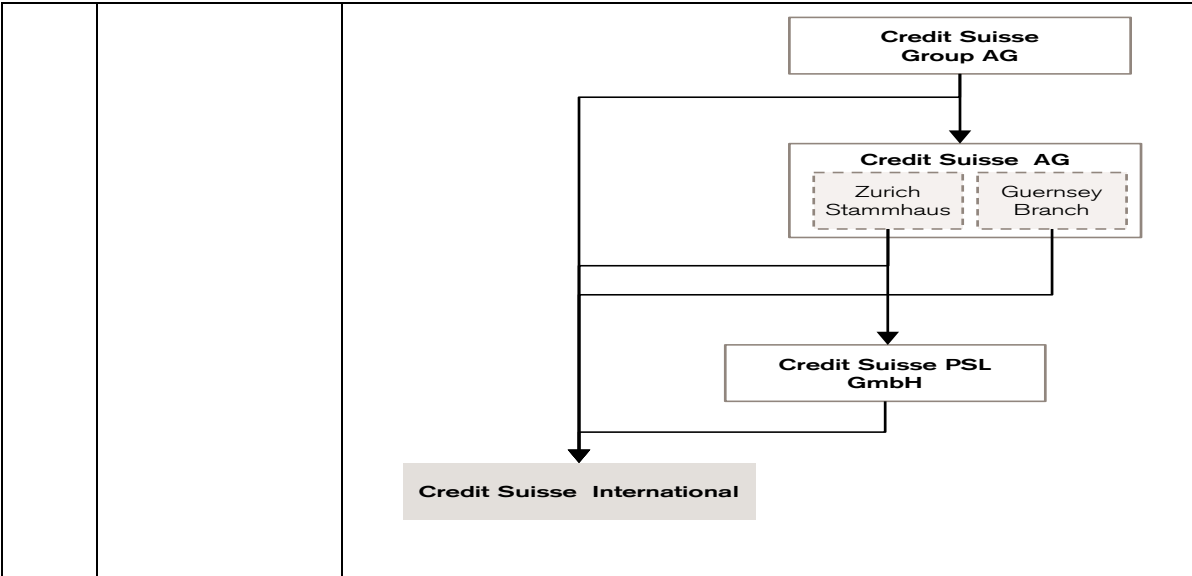 Credit Suisse
Group AG
Credit Suisse AG
Zurich
Stammhaus
Guernsey
Branch
Credit Suisse PSL
GmbH
Credit Suisse International